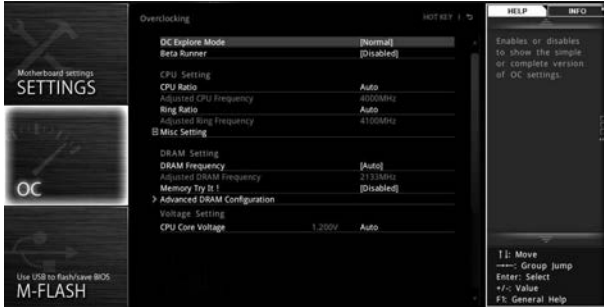 Motherboard settings
SETTINGS
OC
Use USB to flash/save BIOS
M-FLASH
Overclocking
HOT KEY |
OC Explore Mode [Normal]
Beta Runner [Disabled]
CPU Setting
CPU Ratio Auto
Adjusted CPU Frequency 4000MHz
Ring Ratio Auto
Adjusted Ring Frequency 4100MHz
Misc Setting
DRAM Setting
DRAM Frequency [Auto]
Adjusted DRAM Frequency 2133MHz
Memory Try It ! [Disabled]
> Advanced DRAM Configuration
Voltage Setting
CPU Core Voltage 1.200V Auto
HELP INFO
Enables or disables
to show the simple
or complete version
of OC settings.
↑↓: Move
→←: Group Jump
Enter: Select
+/-: Value
F1: General Help